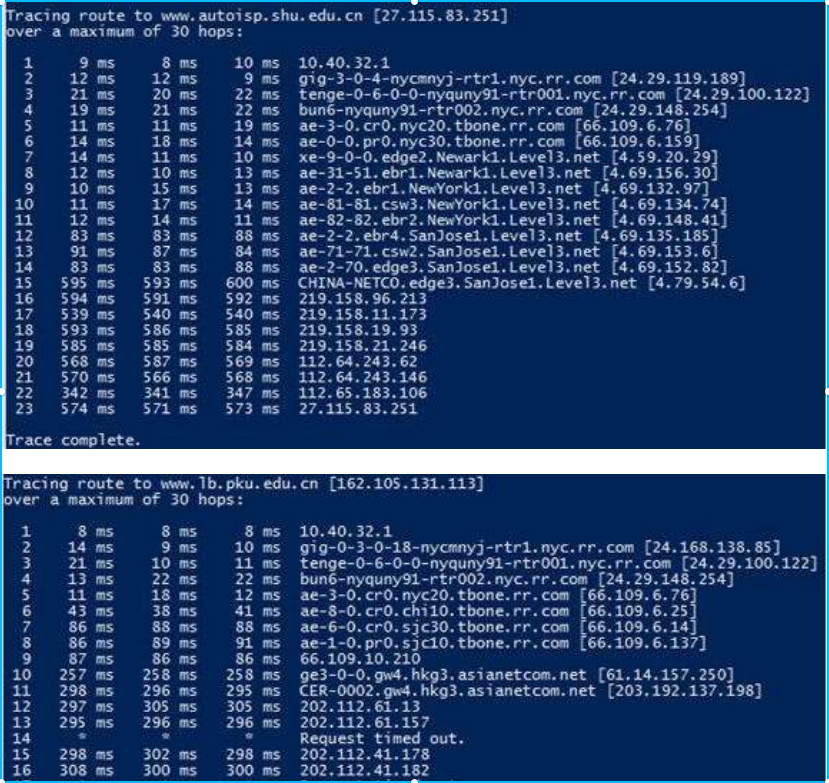 Tracing route to www.autoisp.shu.edu.cn [27.115.83.251]
over a maximum of 30 hops:
1 9 ms 8 ms 10 ms 10.40.32.1
2 12 ms 12 ms 9 ms gig-3-0-4-nycmnyj-rtr1.nyc.rr.com [24.29.119.189]
3 21 ms 20 ms 22 ms tenge-0-6-0-0-nyquny91-rtr001.nyc.rr.com [24.29.100.122]
4 19 ms 21 ms 22 ms bun6-nyquny91-rtr002.nyc.rr.com [24.29.148.254]
5 11 ms 11 ms 19 ms ae-3-0.cr0.nyc20.tbone.rr.com [66.109.6.76]
6 14 ms 18 ms 14 ms ae-0-0.pr0.nyc30.tbone.rr.com [66.109.6.159]
7 14 ms 11 ms 10 ms xe-9-0-0.edge2.Newark1.Level3.net [4.59.20.29]
8 12 ms 10 ms 13 ms ae-31-51.ebr1.Newark1.Level3.net [4.69.156.30]
9 10 ms 15 ms 13 ms ae-2-2.ebr1.NewYork1.Level3.net [4.69.132.97]
10 11 ms 17 ms 14 ms ae-81-81.csw3.NewYork1.Level3.net [4.69.134.74]
11 12 ms 14 ms 11 ms ae-82-82.ebr2.NewYork1.Level3.net [4.69.148.41]
12 83 ms 83 ms 88 ms ae-2-2.ebr4.SanJose1.Level3.net [4.69.135.185]
13 91 ms 87 ms 84 ms ae-71-71.csw2.SanJose1.Level3.net [4.69.153.6]
14 83 ms 83 ms 88 ms ae-2-70.edge3.SanJose1.Level3.net [4.69.152.82]
15 595 ms 593 ms 600 ms CHINA-NETCO.edge3.SanJose1.Level3.net [4.79.54.6]
16 594 ms 591 ms 592 ms 219.158.96.213
17 539 ms 540 ms 540 ms 219.158.11.173
18 593 ms 586 ms 585 ms 219.158.19.93
19 585 ms 585 ms 584 ms 219.158.21.246
20 568 ms 587 ms 569 ms 112.64.243.62
21 570 ms 566 ms 568 ms 112.64.243.146
22 342 ms 341 ms 347 ms 112.65.183.106
23 574 ms 571 ms 573 ms 27.115.83.251
Trace complete.
Tracing route to www.lb.pku.edu.cn [162.105.131.113]
over a maximum of 30 hops:
1 8 ms 8 ms 8 ms 10.40.32.1
2 14 ms 9 ms 10 ms gig-0-3-0-18-nycmnyj-rtr1.nyc.rr.com [24.168.138.85]
3 21 ms 10 ms 11 ms tenge-0-6-0-0-nyquny91-rtr001.nyc.rr.com [24.29.100.122]
4 13 ms 22 ms 22 ms bun6-nyquny91-rtr002.nyc.rr.com [24.29.148.254]
5 11 ms 18 ms 12 ms ae-3-0.cr0.nyc20.tbone.rr.com [66.109.6.76]
6 43 ms 38 ms 41 ms ae-8-0.cr0.chi10.tbone.rr.com [66.109.6.25]
7 86 ms 88 ms 88 ms ae-6-0.cr0.sjc30.tbone.rr.com [66.109.6.14]
8 86 ms 89 ms 91 ms ae-1-0.pr0.sjc10.tbone.rr.com [66.109.6.137]
9 87 ms 86 ms 86 ms 66.109.10.210
10 257 ms 258 ms 258 ms ge3-0-0.gw4.hkg3.asianetcom.net [61.14.157.250]
11 298 ms 296 ms 295 ms CER-0002.gw4.hkg3.asianetcom.net [203.192.137.198]
12 297 ms 305 ms 305 ms 202.112.61.13
13 295 ms 296 ms 296 ms 202.112.61.157
14 * * * Request timed out.
15 298 ms 302 ms 298 ms 202.112.41.178
16 308 ms 300 ms 300 ms 202.112.41.182